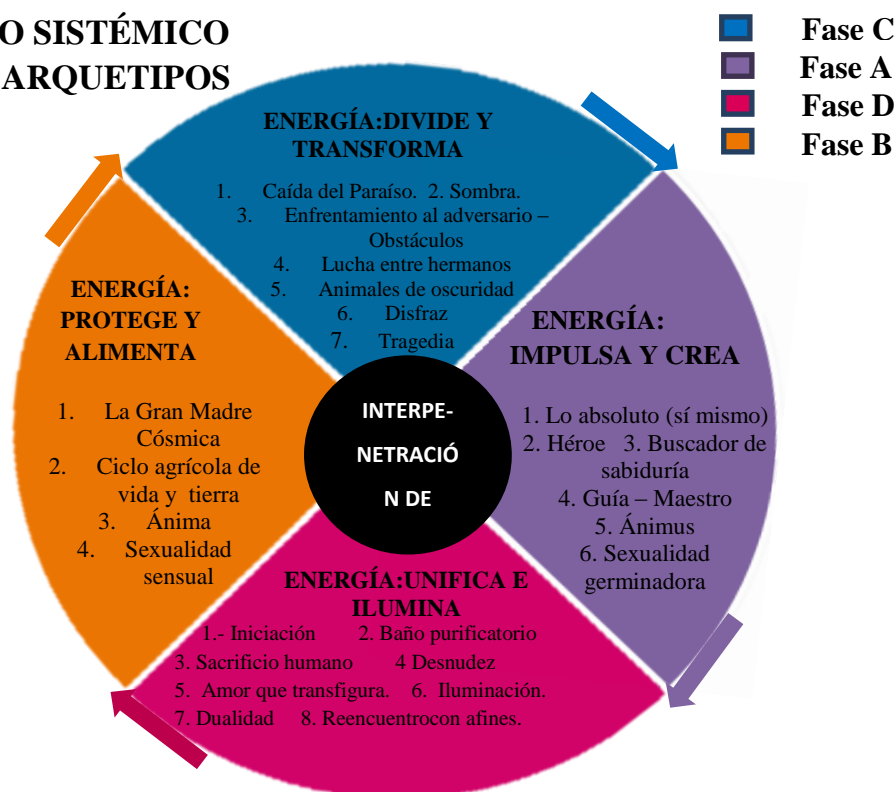 O SISTÉMICO
ARQUETIPOS
Fase C
Fase A
Fase D
Fase B
ENERGÍA:DIVIDE Y
TRANSFORMA
1. Caída del Paraíso. 2. Sombra.
3. Enfrentamiento al adversario –
Obstáculos
4. Lucha entre hermanos
5. Animales de oscuridad
6. Disfraz
7. Tragedia
ENERGÍA:
PROTEGE Y
ALIMENTA
1. La Gran Madre
Cósmica
2. Ciclo agrícola de
vida y tierra
3. Ánima
4. Sexualidad
sensual
INTERPE-
NETRACIÓ
N DE
ENERGÍA:
IMPULSA Y CREA
1. Lo absoluto (sí mismo)
2. Héroe 3. Buscador de
sabiduría
4. Guía – Maestro
5. Ánimus
6. Sexualidad
germinadora
ENERGÍA:UNIFICA E
ILUMINA
1.- Iniciación 2. Baño purificatorio
3. Sacrificio humano 4 Desnudez
5. Amor que transfigura. 6. Iluminación.
7. Dualidad 8. Reencuentrocon afines.